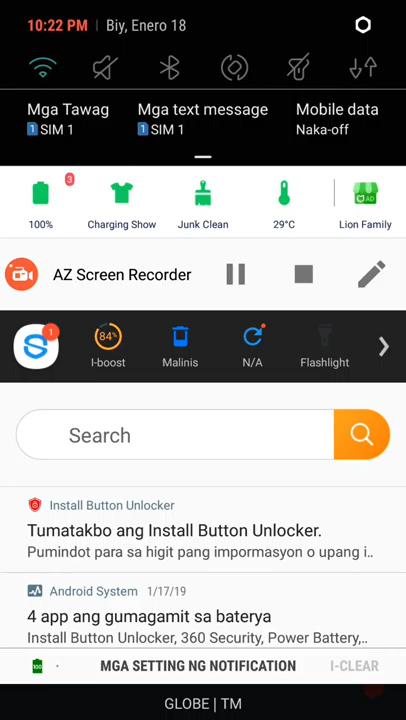 10:22 PM | Biy, Enero 18
Mga Tawag
1 SIM 1
Mga text message
1 SIM 1
Mobile data
Naka-off
3
100%
Charging Show
Junk Clean
29°C
AD
Lion Family
AZ Screen Recorder
1
84%
I-boost
Malinis
N/A
Flashlight
Search
Install Button Unlocker
Tumatakbo ang Install Button Unlocker.
Pumindot para sa higit pang impormasyon o upang i..
Android System 1/17/19
4 app ang gumagamit sa baterya
Install Button Unlocker, 360 Security, Power Battery,..
100
MGA SETTING NG NOTIFICATION
I-CLEAR
GLOBE | TM